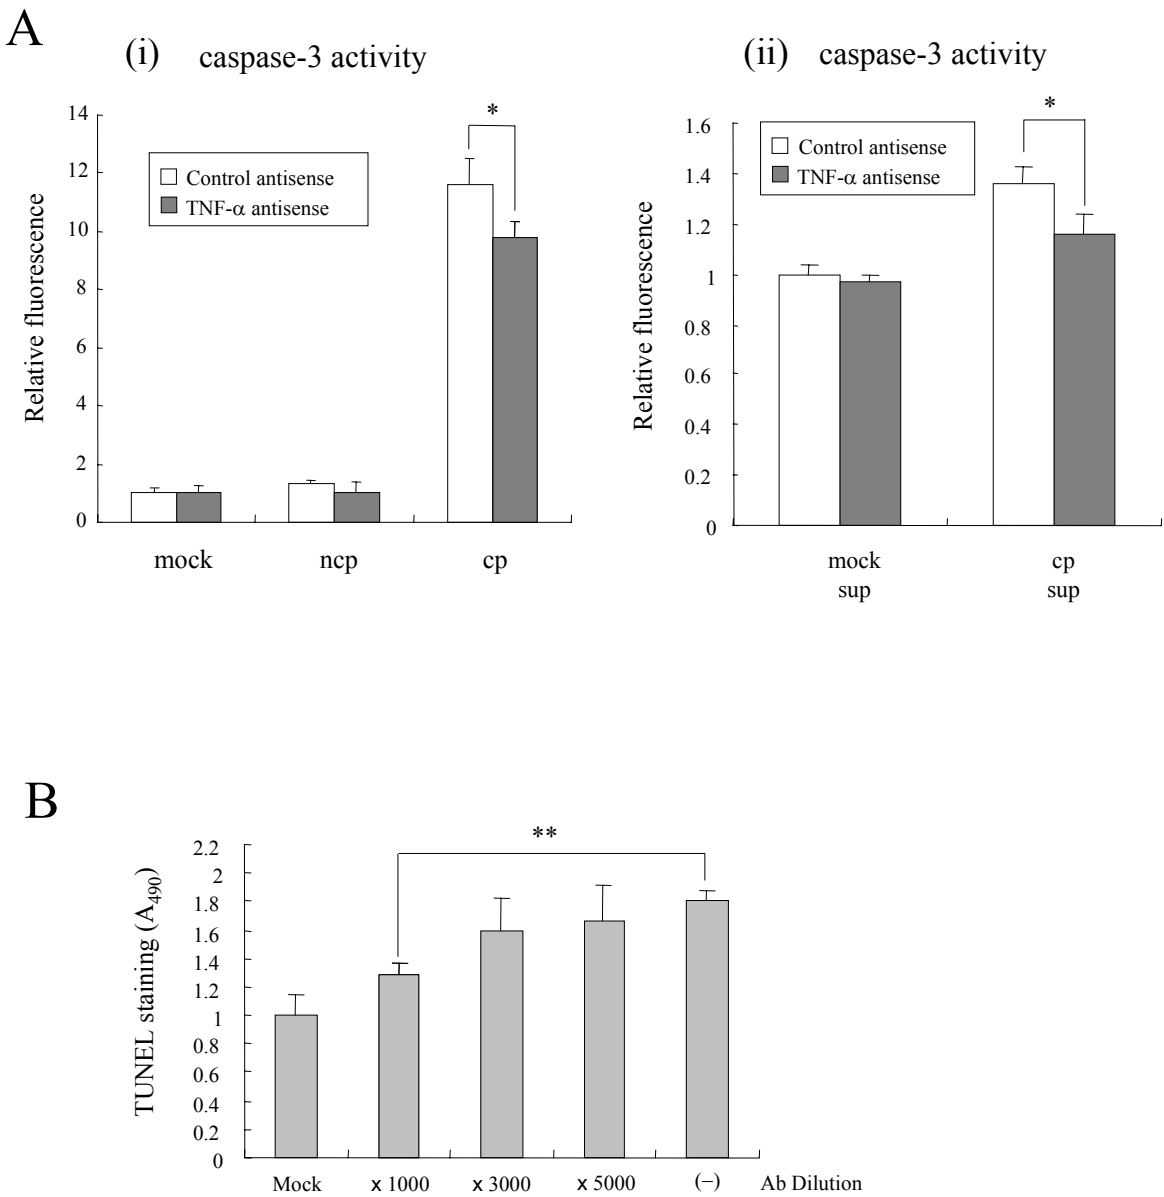 A
(i) caspase-3 activity
14
12
10
8
6
4
2
0
Relative fluorescence
Control antisense
TNF-α antisense
*
mock ncp cp
(ii) caspase-3 activity
1.6
1.4
1.2
1
0.8
0.6
0.4
0.2
0
Relative fluorescence
Control antisense
TNF-α antisense
*
mock cp
sup sup
B
2.2
2
1.8
1.6
1.4
1.2
1
0.8
0.6
0.4
0.2
0
TUNEL staining (A490)
**
Mock x 1000 x 3000 x 5000 (–) Ab Dilution